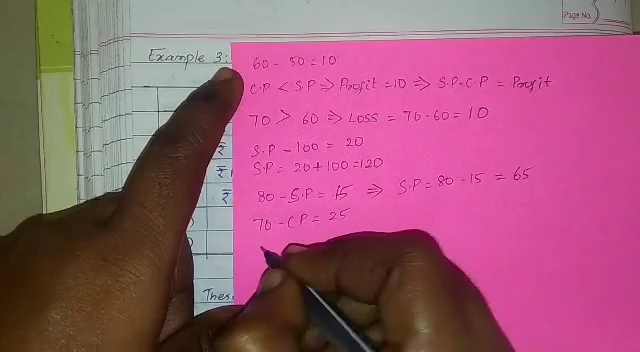 Page No.
Example 3:
60 - 50 = 10
C.P < S.P ⇒ Profit = 10 ⇒ S.P - C.P = Profit
70 > 60 ⇒ Loss = 70 - 60 = 10
S.P - 100 = 20
S.P = 20 + 100 = 120
80 - S.P = 15 ⇒ S.P = 80 - 15 = 65
70 - CP = 25
₹
₹
₹